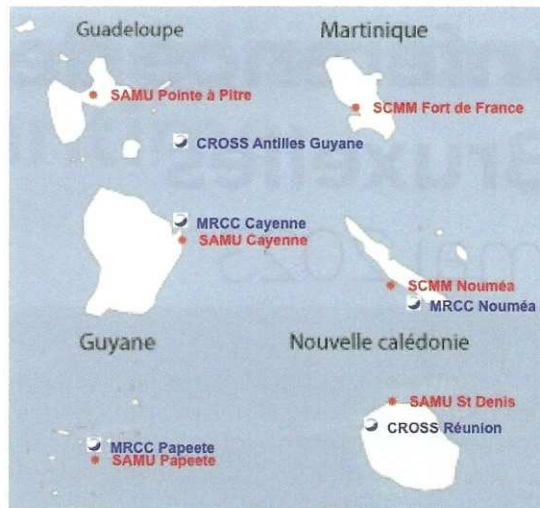 Guadeloupe
Martinique
SAMU Pointe à Pitre
SCMM Fort de France
CROSS Antilles Guyane
Bruxelles
MRCC Cayenne
SAMU Cayenne
SCMM Nouméa
MRCC Nouméa
Guyane
Nouvelle calédonie
SAMU St Denis
CROSS Réunion
MRCC Papeete
SAMU Papeete